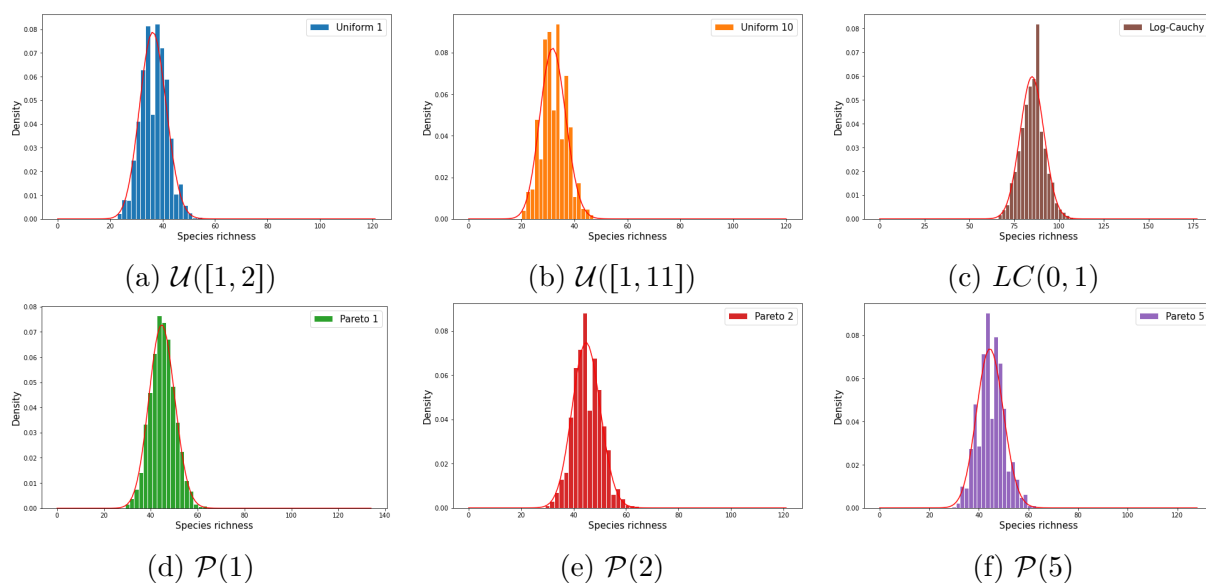 Uniform 1
Density
0.08
0.07
0.06
0.05
0.04
0.03
0.02
0.01
0.00
0 20 40 60 80 100 120
Species richness
(a) U([1, 2])
Uniform 10
Density
0.08
0.06
0.04
0.02
0.00
0 20 40 60 80 100 120
Species richness
(b) U([1, 11])
Log-Cauchy
Density
0.08
0.07
0.06
0.05
0.04
0.03
0.02
0.01
0.00
0 25 50 75 100 125 150 175
Species richness
(c) LC(0, 1)
Pareto 1
Density
0.08
0.07
0.06
0.05
0.04
0.03
0.02
0.01
0.00
0 20 40 60 80 100 120 140
Species richness
(d) P(1)
Pareto 2
Density
0.08
0.06
0.04
0.02
0.00
0 20 40 60 80 100 120
Species richness
(e) P(2)
Pareto 5
Density
0.08
0.06
0.04
0.02
0.00
0 20 40 60 80 100 120
Species richness
(f) P(5)